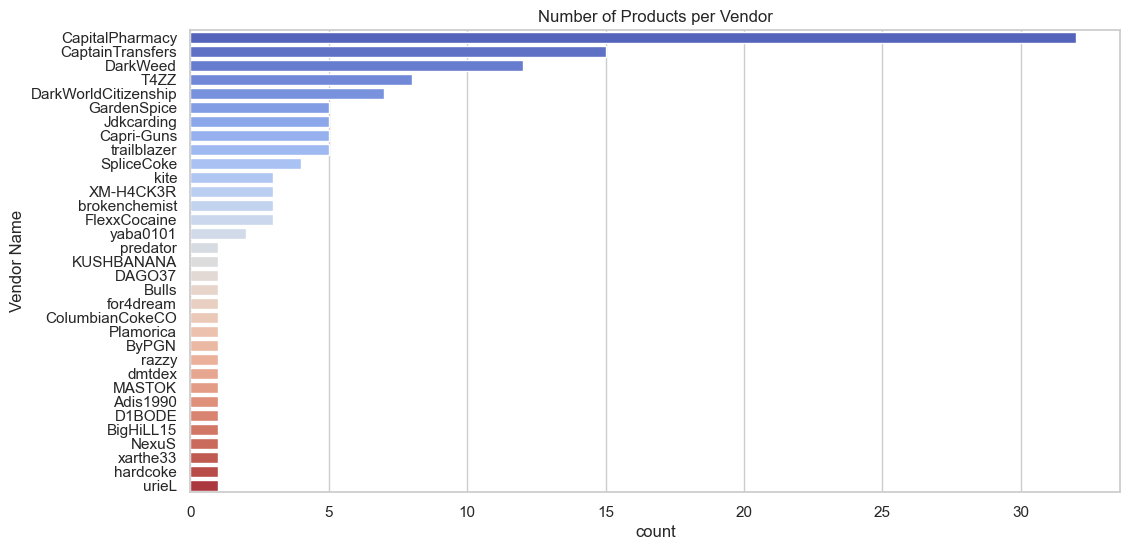 Number of Products per Vendor
CapitalPharmacy
CaptainTransfers
DarkWeed
T4ZZ
DarkWorldCitizenship
GardenSpice
Jdkcarding
Capri-Guns
trailblazer
SpliceCoke
kite
XM-H4CK3R
brokenchemist
FlexxCocaine
yaba0101
predator
KUSHBANANA
DAGO37
Bulls
for4dream
ColumbianCokeCO
Plamorica
ByPGN
razzy
dmtdex
MASTOK
Adis1990
D1BODE
BigHiLL15
NexuS
xarthe33
hardcoke
urieL
Vendor Name
0 5 10 15 20 25 30
count